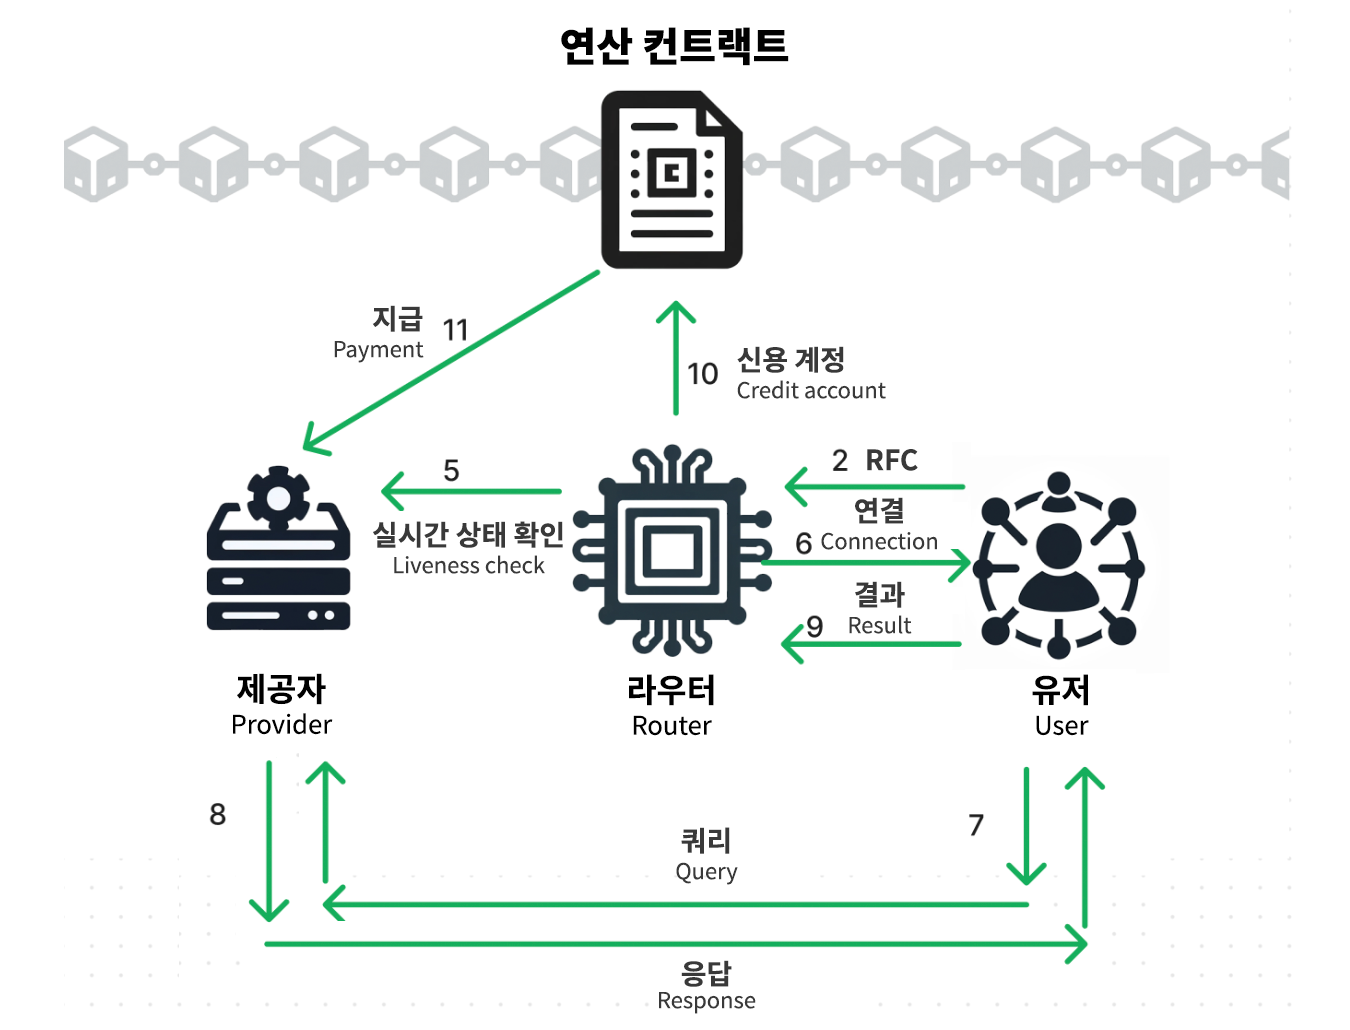 연산 컨트랙트
지급
Payment
11
10
신용 계정
Credit account
5
실시간 상태 확인
Liveness check
2 RFC
연결
6 Connection
결과
9 Result
제공자
Provider
라우터
Router
유저
User
8
7
쿼리
Query
응답
Response